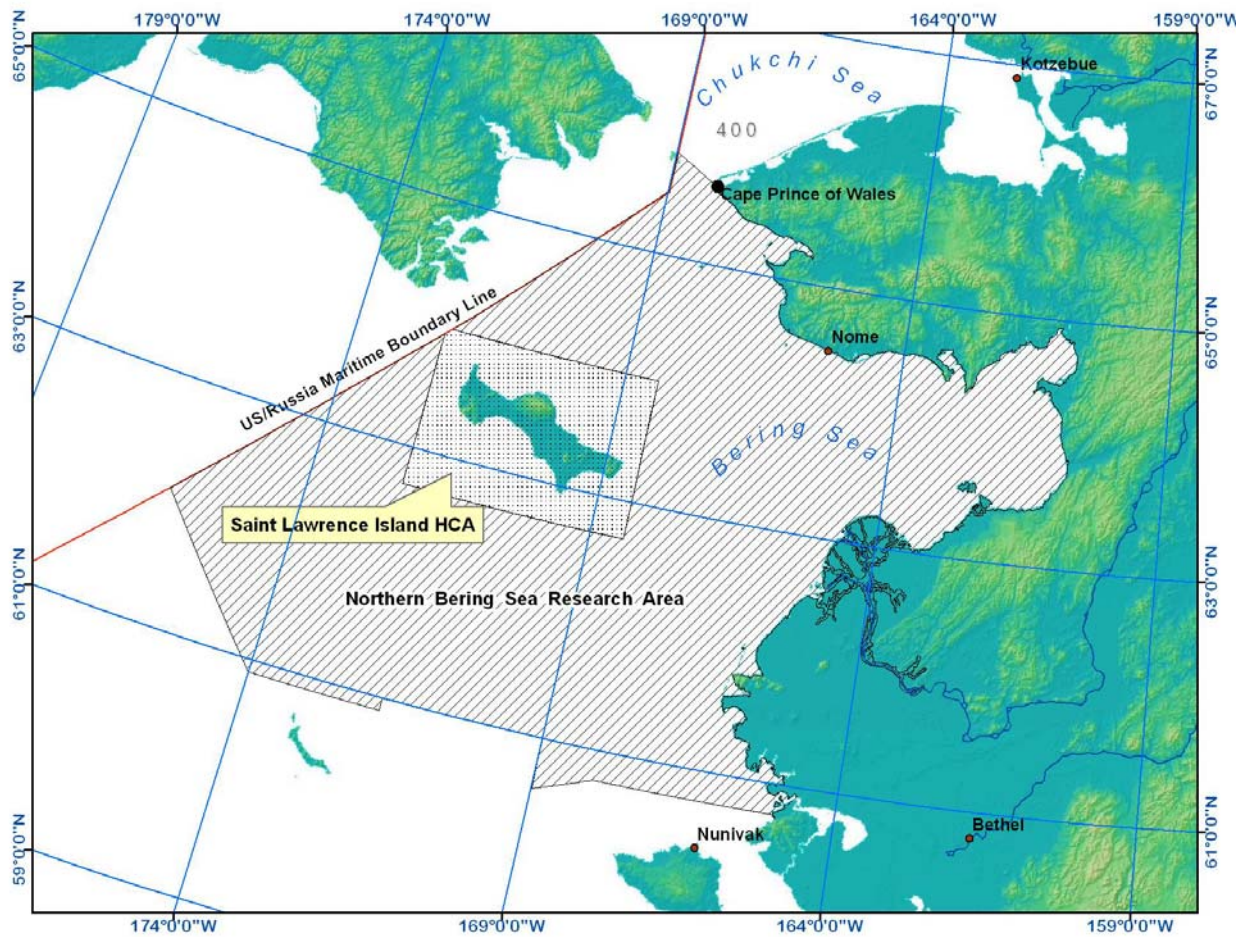 179°0'0"W
174°0'0"W
169°0'0"W
164°0'0"W
159°0'0"W
65°0'0"N
67°0'0"N
Chukchi Sea
Kotzebue
400
Cape Prince of Wales
US/Russia Maritime Boundary Line
63°0'0"N
65°0'0"N
Nome
Bering Sea
Saint Lawrence Island HCA
61°0'0"N
63°0'0"N
Northern Bering Sea Research Area
59°0'0"N
61°0'0"N
Nunivak
Bethel
174°0'0"W
169°0'0"W
164°0'0"W
159°0'0"W